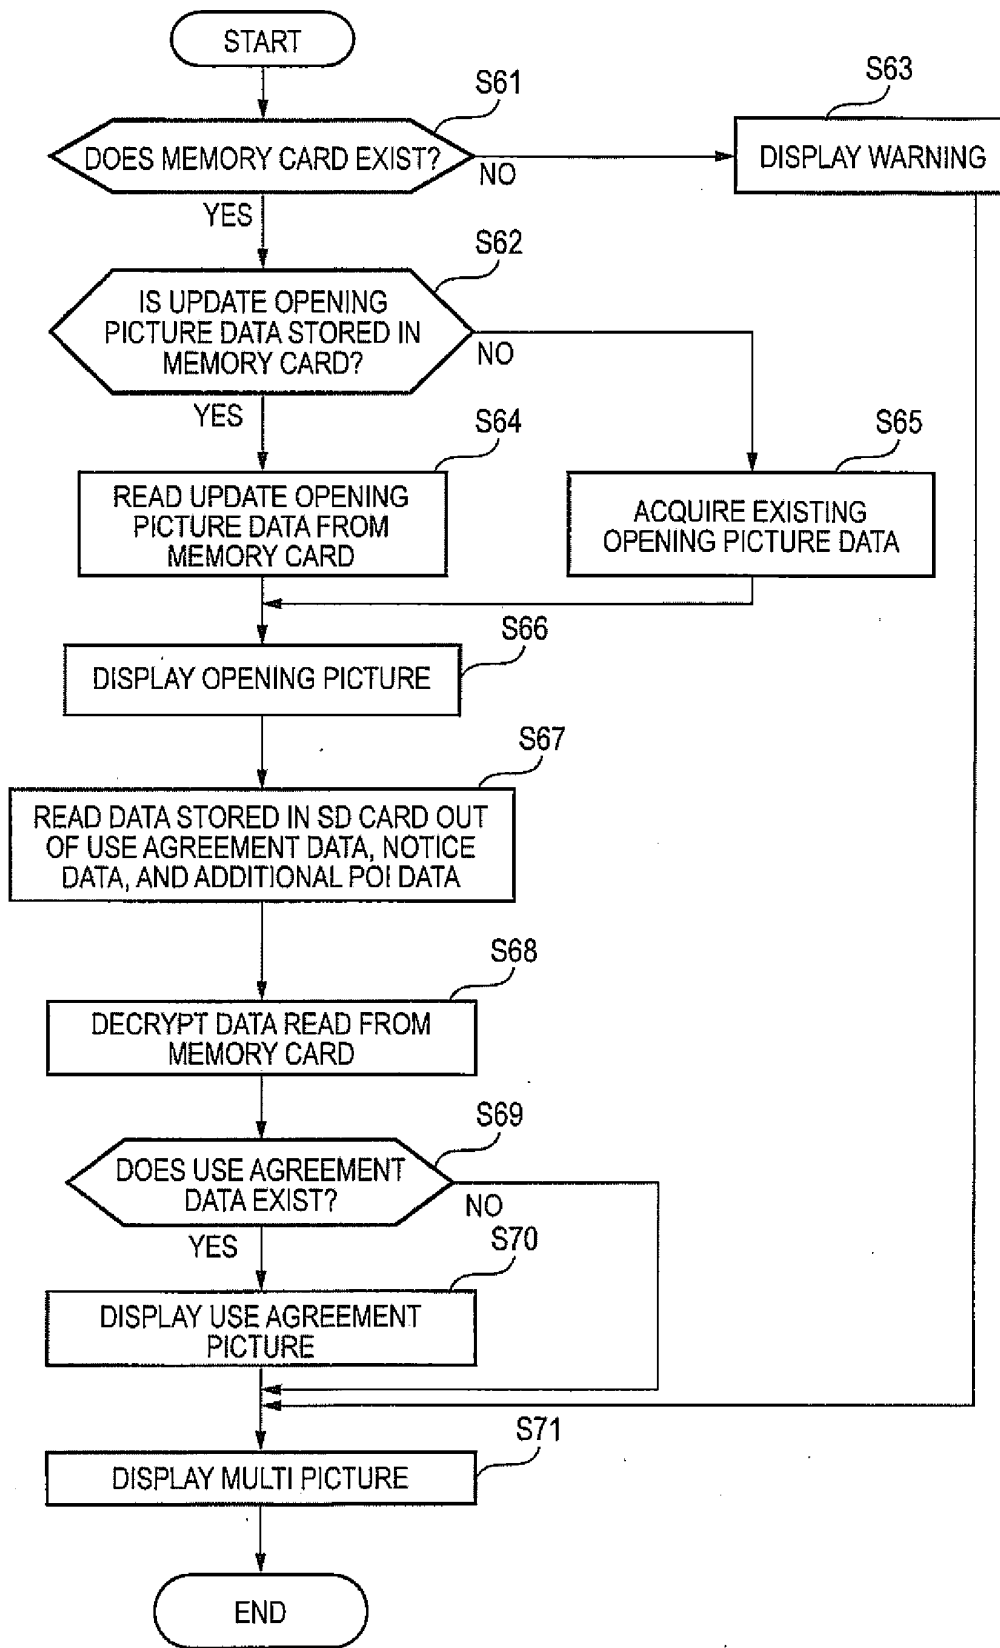 START
S61
DOES MEMORY CARD EXIST?
NO
S63
DISPLAY WARNING
YES
S62
IS UPDATE OPENING
PICTURE DATA STORED IN
MEMORY CARD?
NO
YES
S64
READ UPDATE OPENING
PICTURE DATA FROM
MEMORY CARD
S65
ACQUIRE EXISTING
OPENING PICTURE DATA
S66
DISPLAY OPENING PICTURE
S67
READ DATA STORED IN SD CARD OUT
OF USE AGREEMENT DATA, NOTICE
DATA, AND ADDITIONAL POI DATA
S68
DECRYPT DATA READ FROM
MEMORY CARD
S69
DOES USE AGREEMENT
DATA EXIST?
NO
YES
S70
DISPLAY USE AGREEMENT
PICTURE
S71
DISPLAY MULTI PICTURE
END